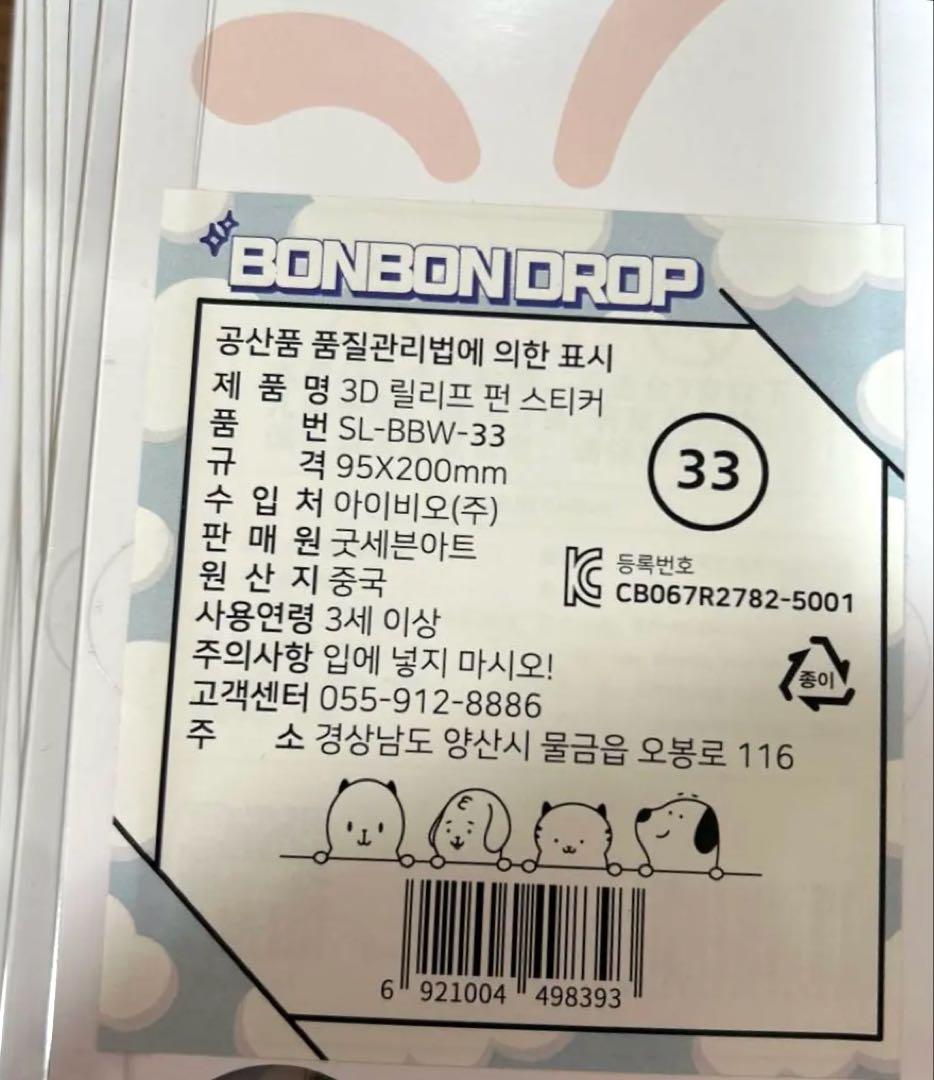 BONBON DROP
공산품 품질관리법에 의한 표시
제 품 명 3D 릴리프 펀 스티커
품 번 SL-BBW-33
규 격 95X200mm
수 입 처 아이비오(주)
판 매 원 굿세븐아트
원 산 지 중국
사용연령 3세 이상
주의사항 입에 넣지 마시오!
고객센터 055-912-8886
주 소 경상남도 양산시 물금읍 오봉로 116
33
KC 등록번호
CB067R2782-5001
종이
6 921004 498393